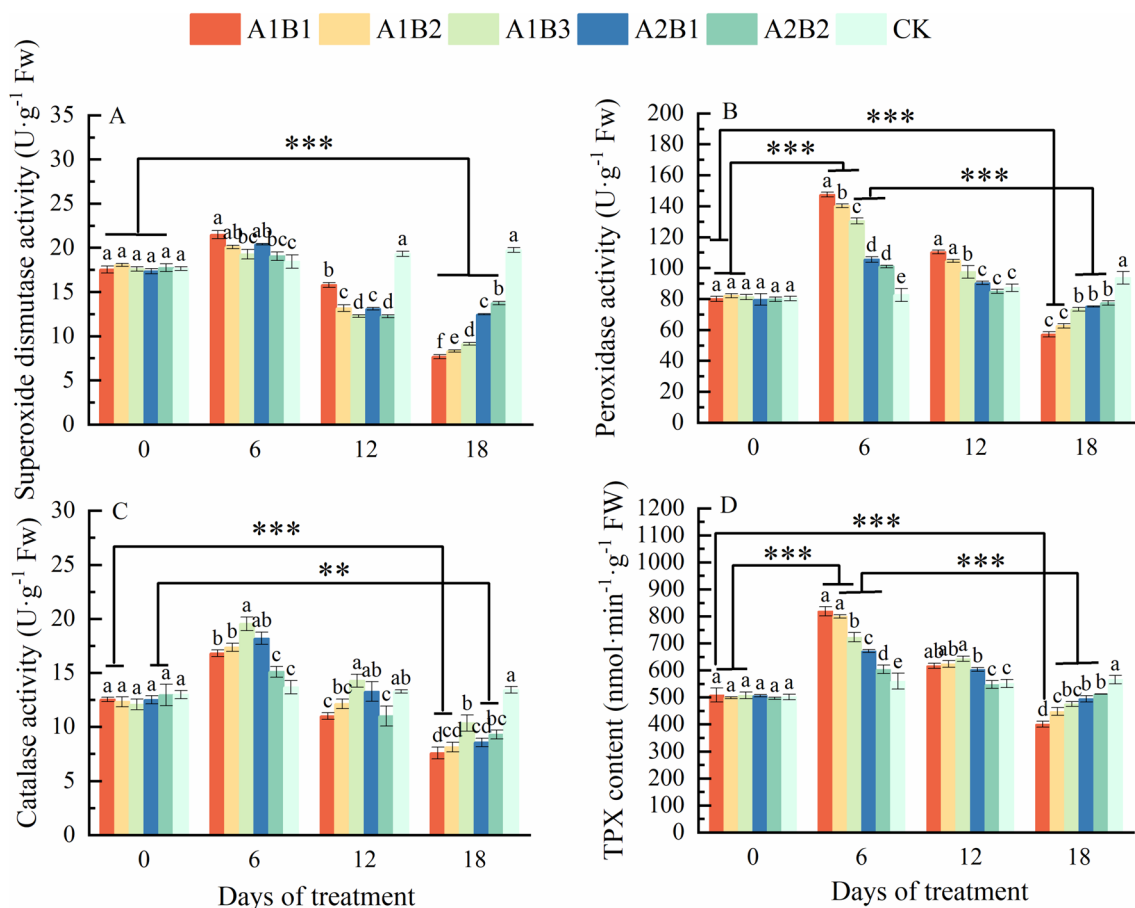 A1B1 A1B2 A1B3 A2B1 A2B2 CK
Superoxide dismutase activity (U·g⁻¹ Fw)
35
30
25
20
15
10
5
0
A
***
a a a a a a
a ab bc ab bc c
b c d c d a
f e d c b a
0 6 12 18
Peroxidase activity (U·g⁻¹ Fw)
200
180
160
140
120
100
80
60
40
20
0
B
***
***
***
a a a a a a
a b c d d e
a a b c d c
c c b b b a
0 6 12 18
Catalase activity (U·g⁻¹ Fw)
30
25
20
15
10
5
0
C
***
**
a a a a a a
b b a ab c c
c bc a ab c ab
d cd b cd bc a
0 6 12 18
Days of treatment
TPX content (nmol·min⁻¹·g⁻¹ FW)
1200
1100
1000
900
800
700
600
500
400
300
200
100
0
D
***
***
***
a a a a a a
a a b c d e
ab ab a b c c
d c bc b b a
0 6 12 18
Days of treatment